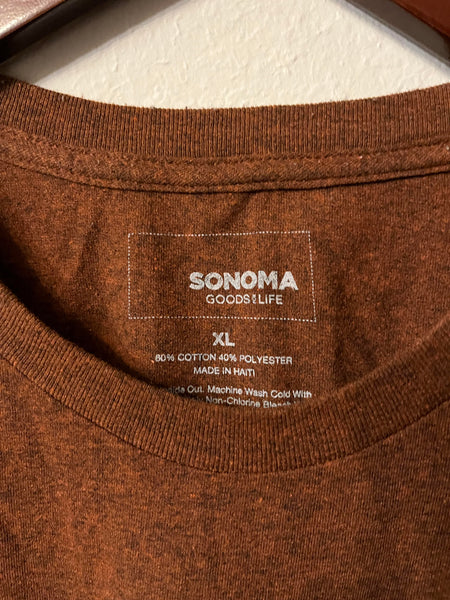 SONOMA
GOODS FOR LIFE
XL
60% COTTON 40% POLYESTER
MADE IN HAITI
Out. Machine Wash Cold With
Non-Chlorine